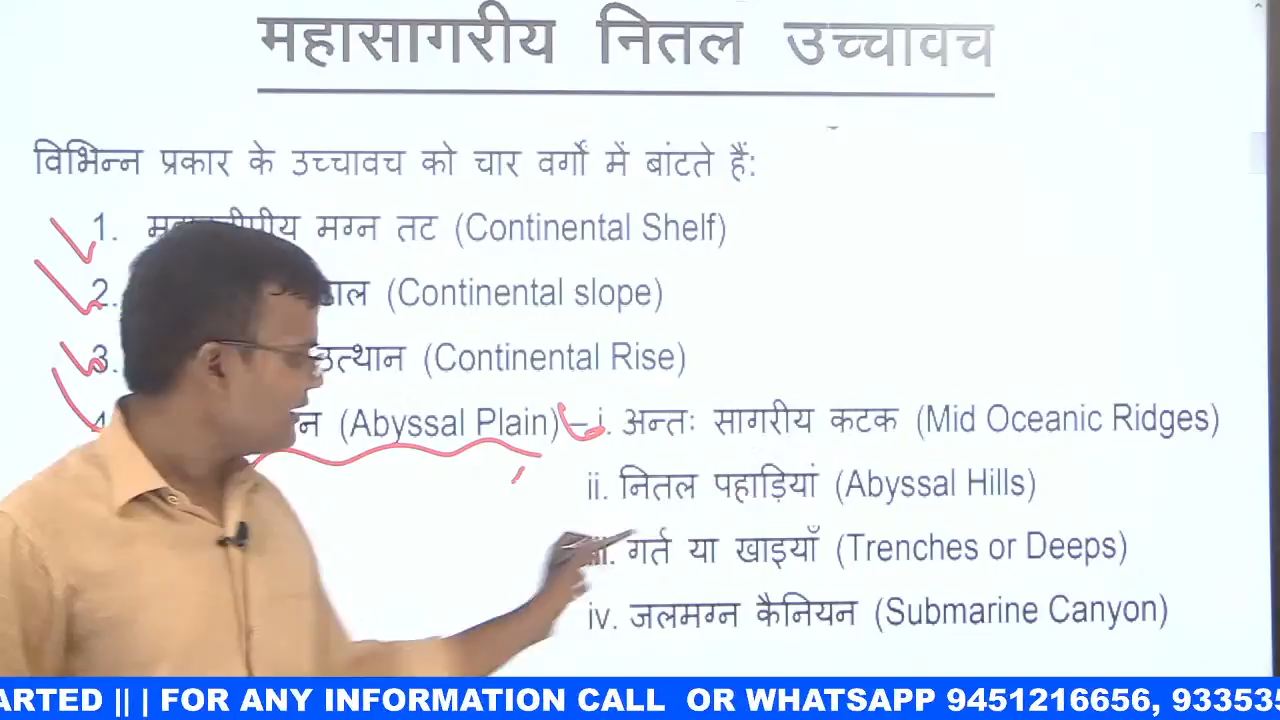 महासागरीय नितल उच्चावच
विभिन्न प्रकार के उच्चावच को चार वर्गों में बांटते हैं:
1. मग्न तट (Continental Shelf)
2. (Continental slope)
3. उत्थान (Continental Rise)
(Abyssal Plain)– i. अन्तः सागरीय कटक (Mid Oceanic Ridges)
ii. नितल पहाड़ियां (Abyssal Hills)
गर्त या खाइयाँ (Trenches or Deeps)
iv. जलमग्न कैनियन (Submarine Canyon)
ARTED || | FOR ANY INFORMATION CALL OR WHATSAPP 9451216656, 93353